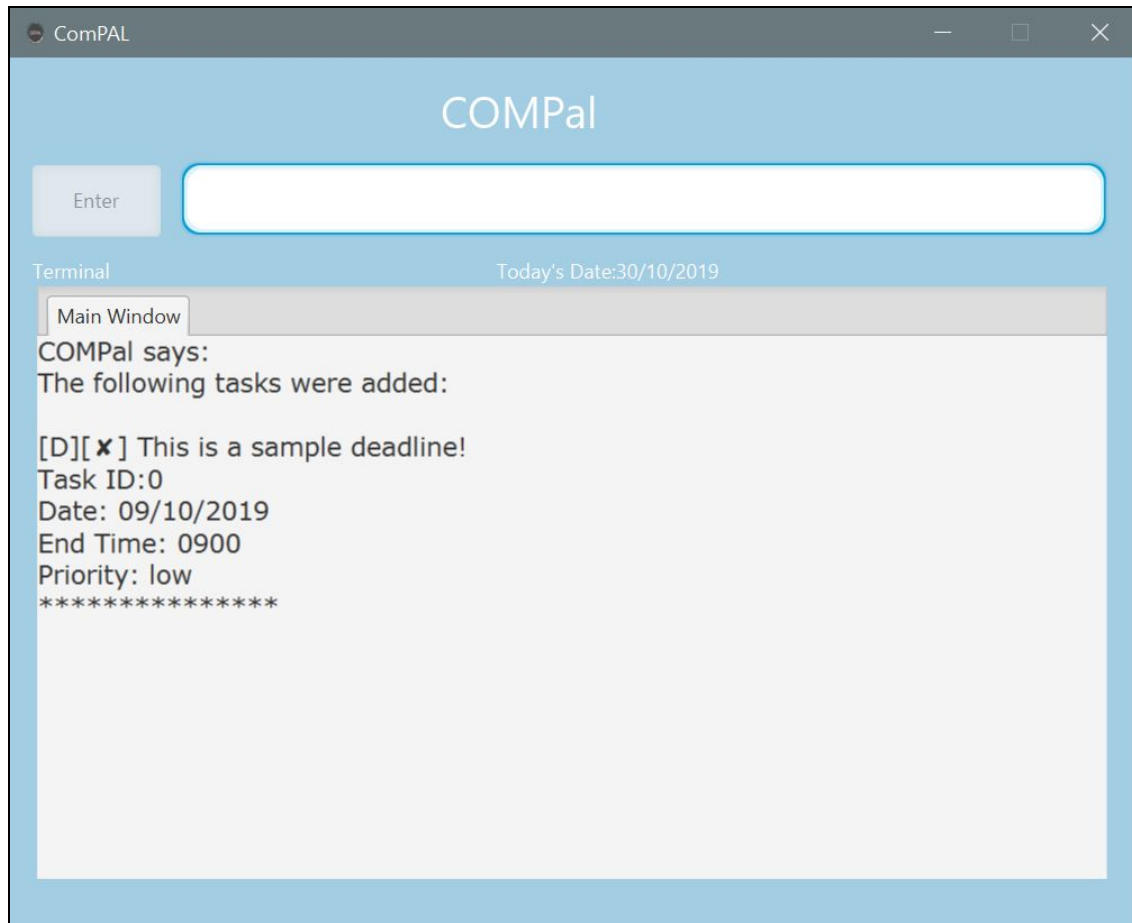 ComPAL
COMPal
Enter
Terminal
Today's Date:30/10/2019
Main Window
COMPal says:
The following tasks were added:
[D][✘] This is a sample deadline!
Task ID:0
Date: 09/10/2019
End Time: 0900
Priority: low
***************